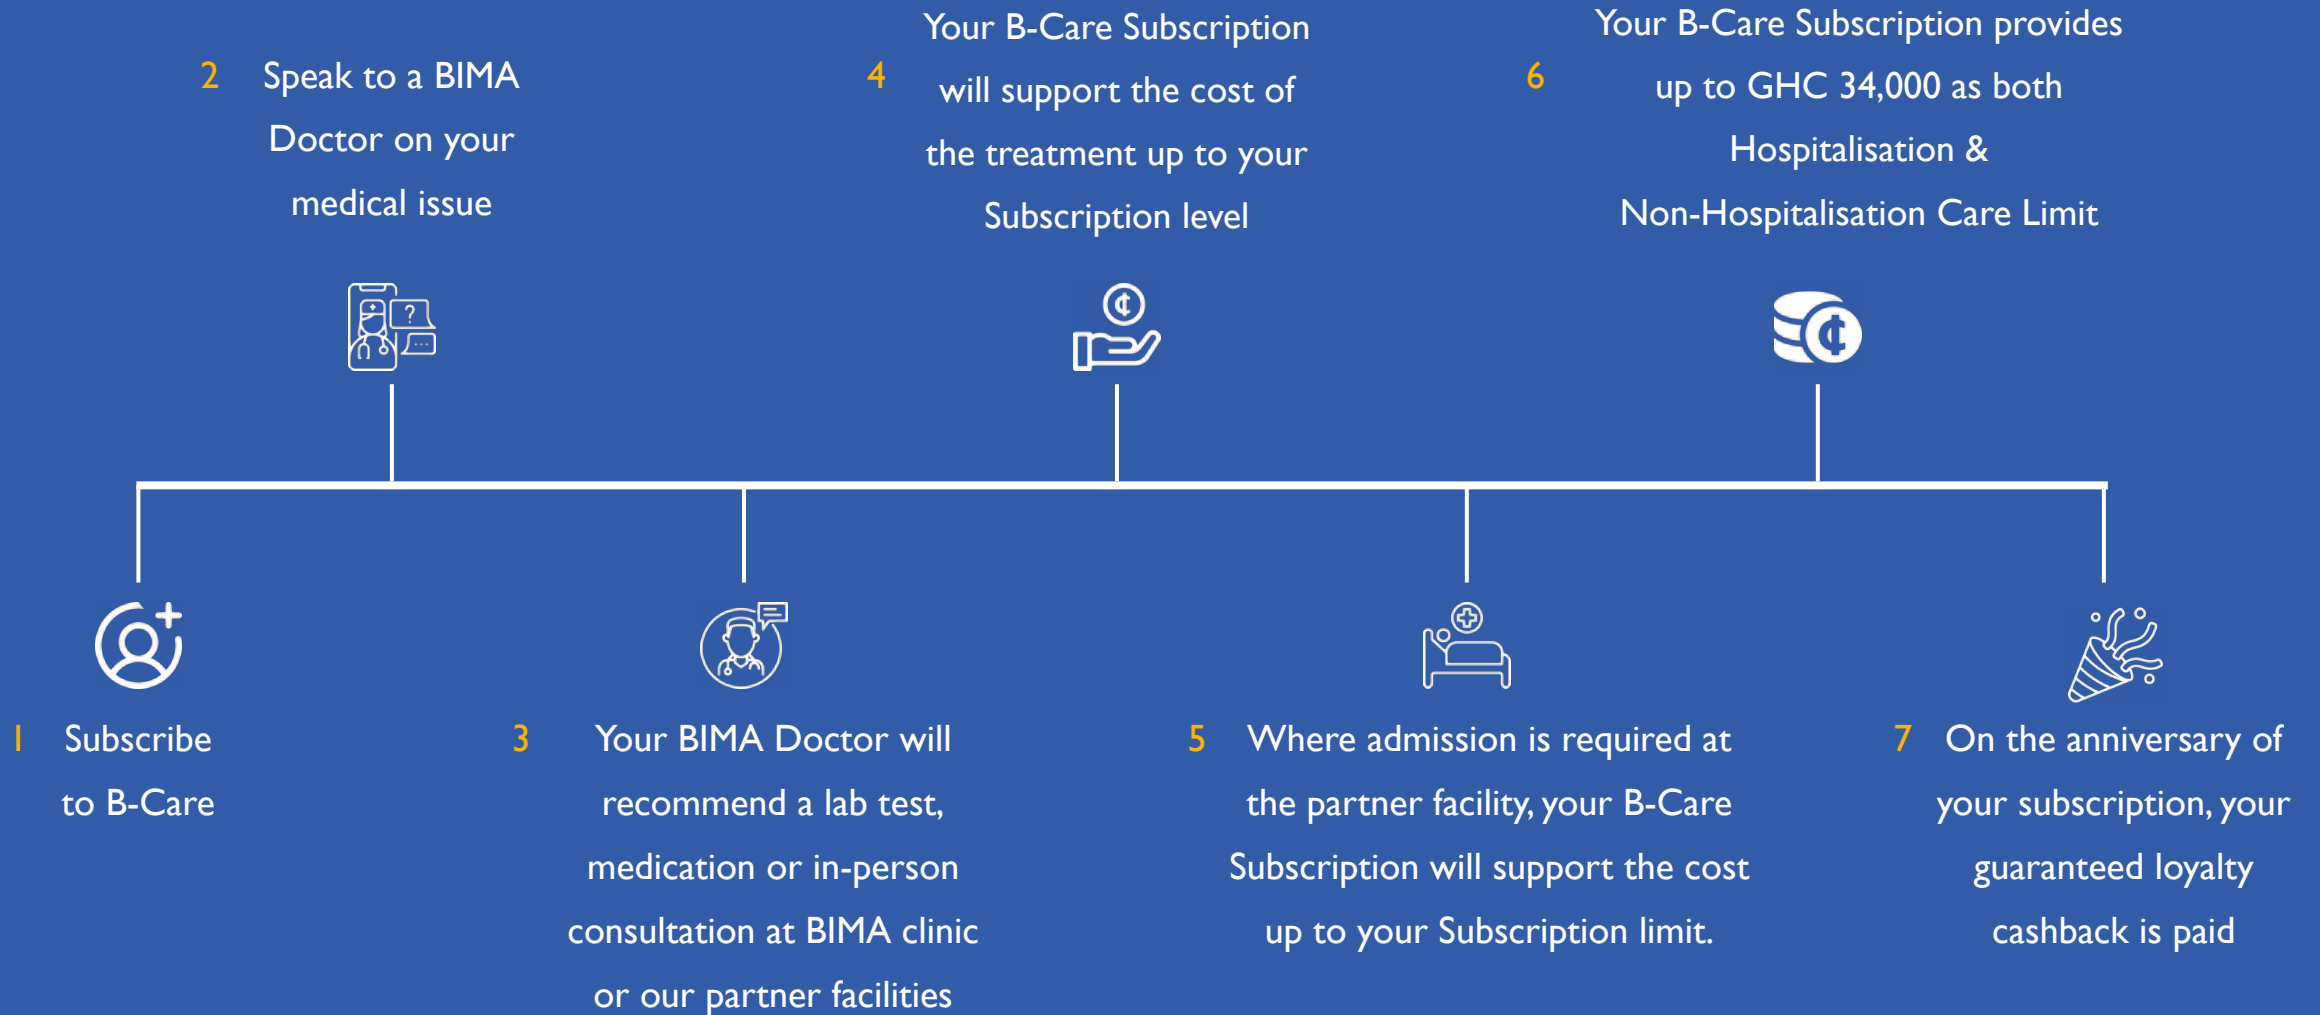 1 Subscribe
to B-Care
2 Speak to a BIMA
Doctor on your
medical issue
3 Your BIMA Doctor will
recommend a lab test,
medication or in-person
consultation at BIMA clinic
or our partner facilities
4 Your B-Care Subscription
will support the cost of
the treatment up to your
Subscription level
5 Where admission is required at
the partner facility, your B-Care
Subscription will support the cost
up to your Subscription limit.
6 Your B-Care Subscription provides
up to GHC 34,000 as both
Hospitalisation &
Non-Hospitalisation Care Limit
7 On the anniversary of
your subscription, your
guaranteed loyalty
cashback is paid